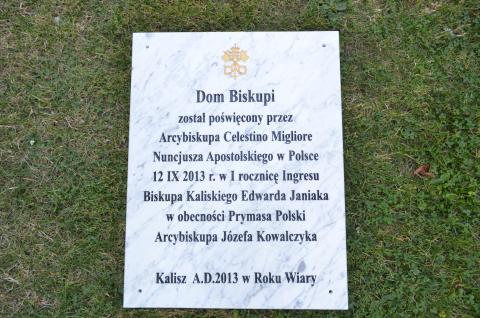 Dom Biskupi
został poświęcony przez
Arcybiskupa Celestino Migliore
Nuncjusza Apostolskiego w Polsce
12 IX 2013 r. w I rocznicę Ingresu
Biskupa Kaliskiego Edwarda Janiaka
w obecności Prymasa Polski
Arcybiskupa Józefa Kowalczyka
Kalisz A.D.2013 w Roku Wiary